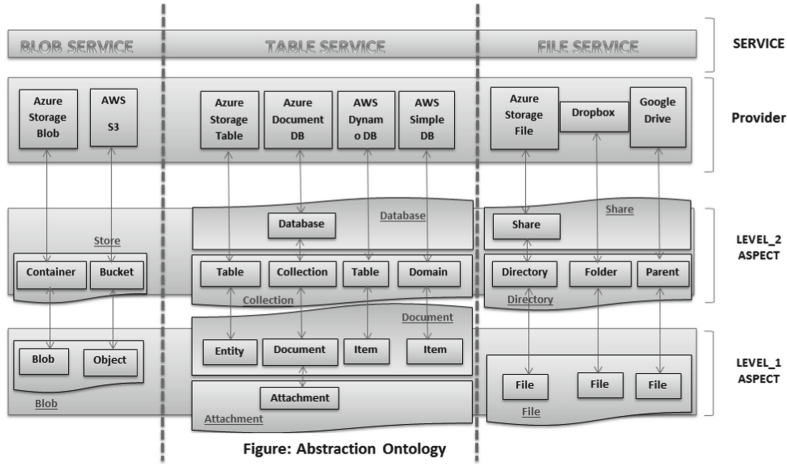 BLOB SERVICE
TABLE SERVICE
FILE SERVICE
SERVICE
Azure
Storage
Blob
AWS
S3
Azure
Storage
Table
Azure
Document
DB
AWS
Dynam
o DB
AWS
Simple
DB
Azure
Storage
File
Dropbox
Google
Drive
Provider
Store
Container
Bucket
Database
Database
Table
Collection
Table
Domain
Collection
Share
Share
Directory
Folder
Parent
Directory
LEVEL_2
ASPECT
Blob
Object
Blob
Document
Entity
Document
Item
Item
Attachment
Attachment
File
File
File
File
LEVEL_1
ASPECT
Figure: Abstraction Ontology